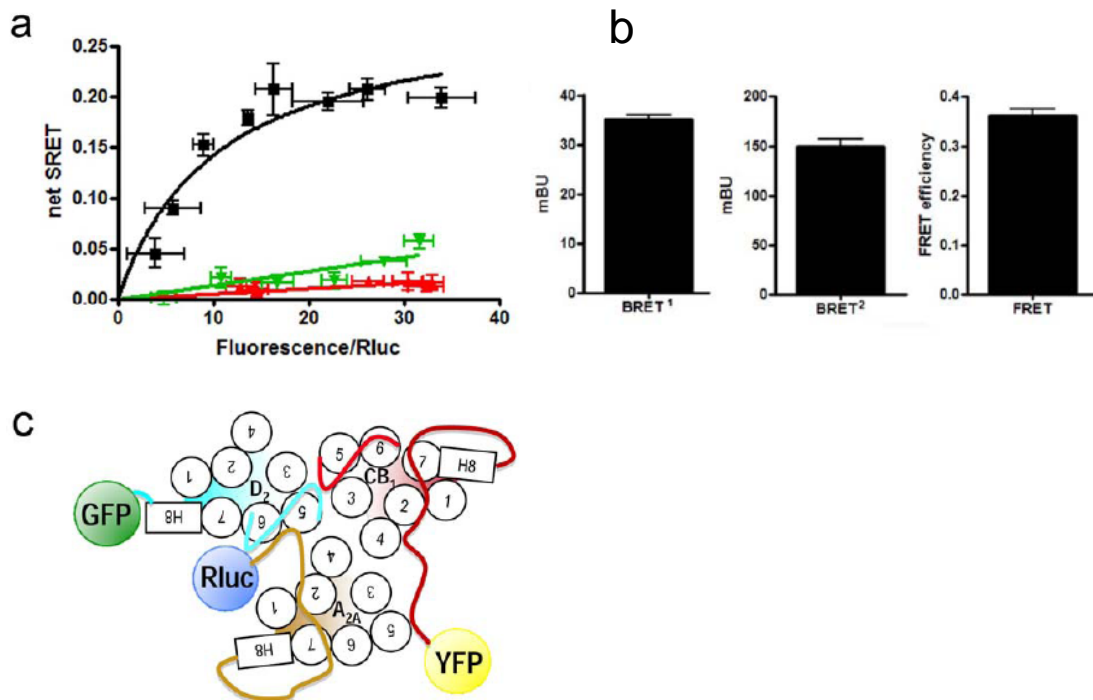 a
net SRET
0.25
0.20
0.15
0.10
0.05
0.00
0 10 20 30 40
Fluorescence/Rluc
b
mBU
40
30
20
10
0
BRET 1
mBU
200
150
100
50
0
BRET2
FRET efficiency
0.4
0.3
0.2
0.1
0.0
FRET
c
GFP
H8
1
2
3
4
5
6
7
D2
Rluc
5
6
7
H8
1
2
3
4
CB1
H8
1
2
3
4
5
6
7
A2A
YFP